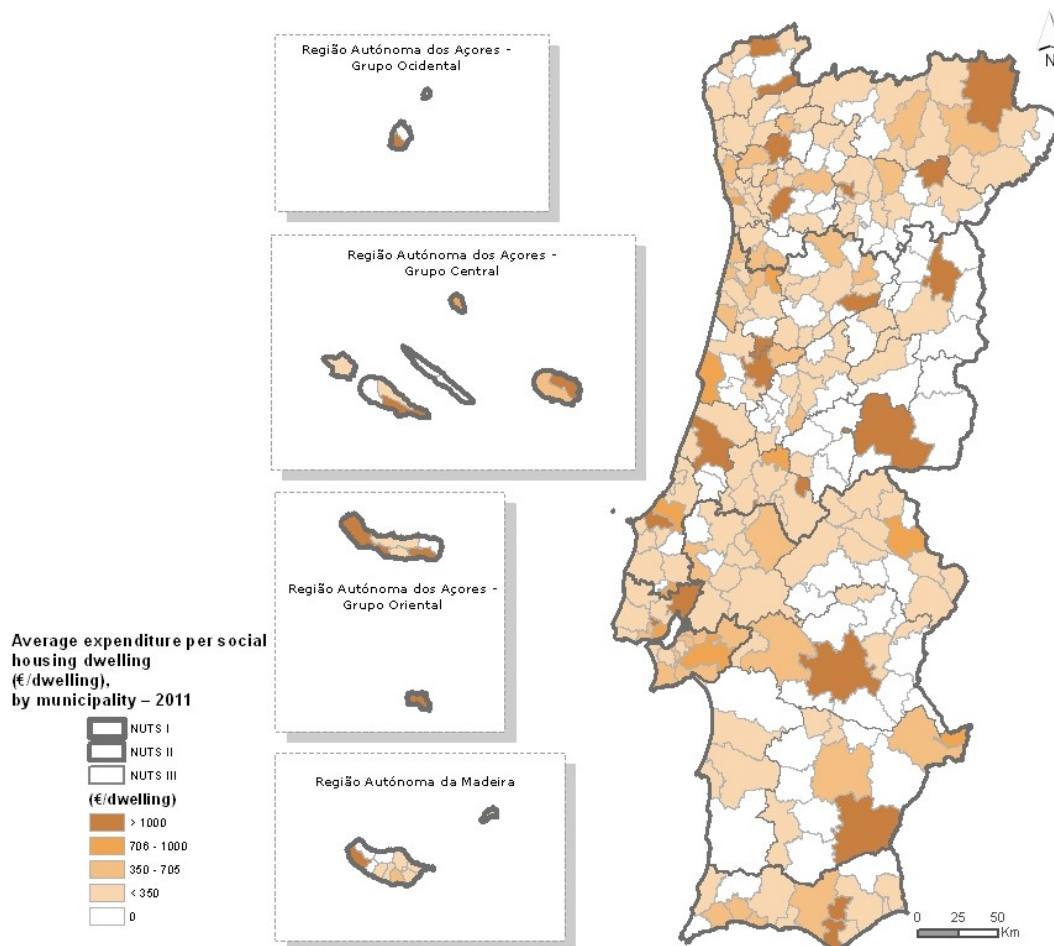 Região Autónoma dos Açores -
Grupo Ocidental
N
Região Autónoma dos Açores -
Grupo Central
Região Autónoma dos Açores -
Grupo Oriental
Average expenditure per social
housing dwelling
(€/dwelling),
by municipality – 2011
NUTS I
NUTS II
NUTS III
(€/dwelling)
> 1000
706 - 1000
350 - 705
< 350
0
Região Autónoma da Madeira
0 25 50
Km